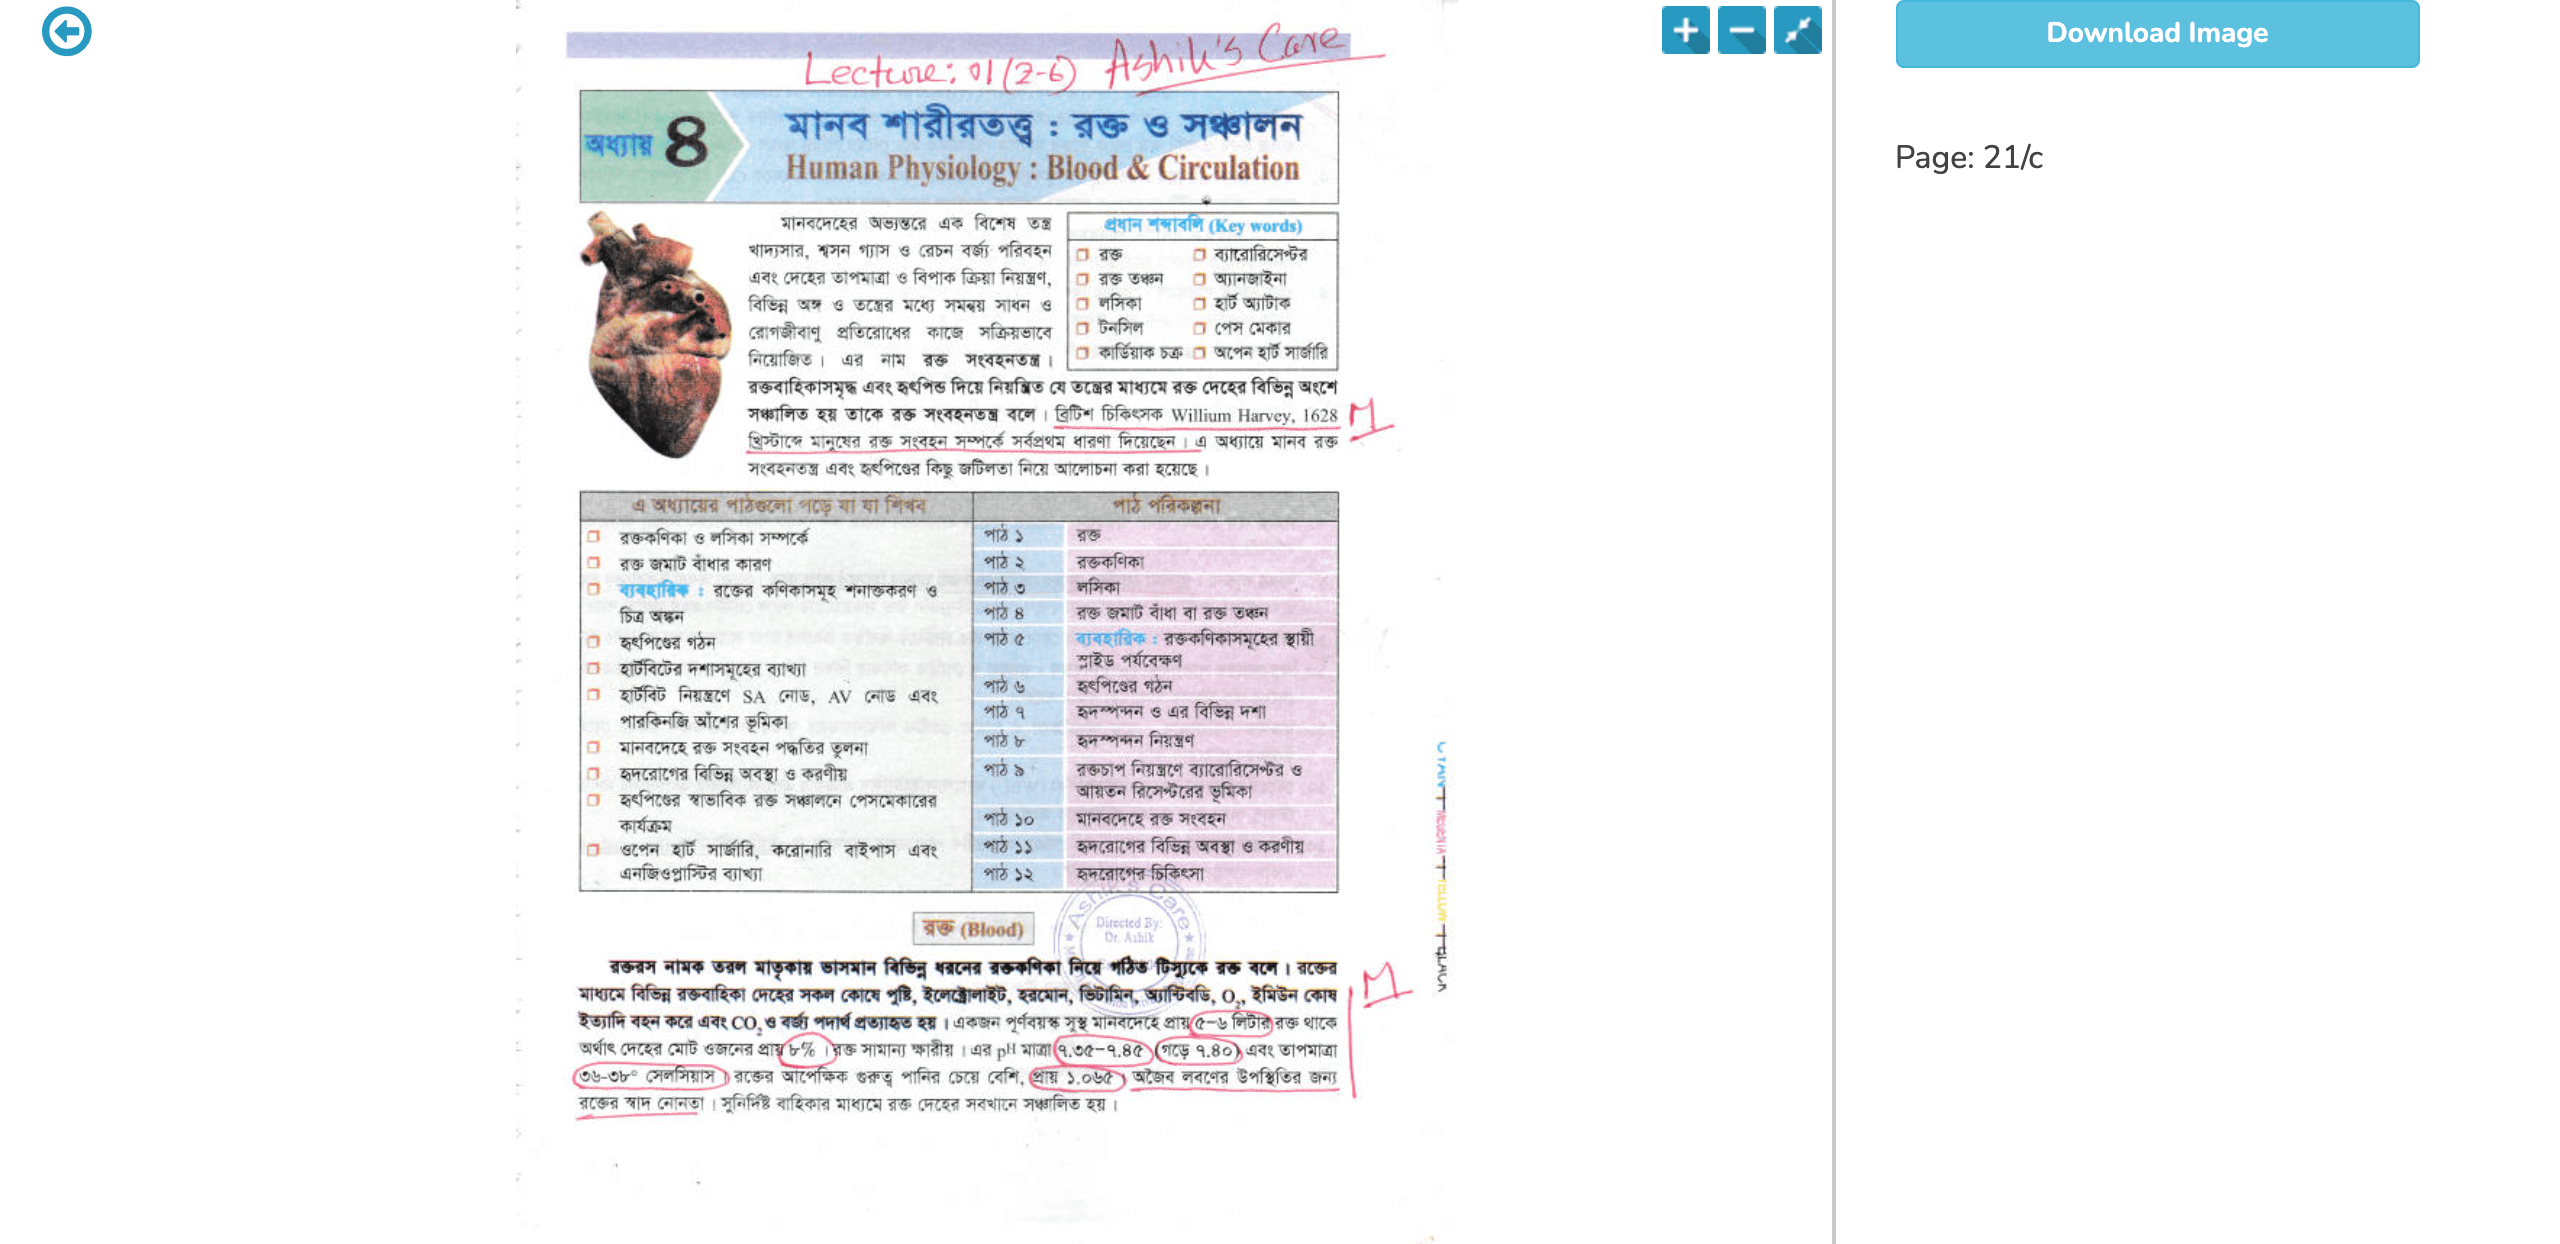 Download Image
Page: 21/c
Lecture: 01 (2-6) Ashik's Care
অধ্যায় 4
মানব শারীরতত্ত্ব : রক্ত ও সঞ্চালন
Human Physiology : Blood & Circulation
মানবদেহের অভ্যন্তরে এক বিশেষ তন্ত্র
খাদ্যসার, শ্বসন গ্যাস ও রেচন বর্জ্য পরিবহন
এবং দেহের তাপমাত্রা ও বিপাক ক্রিয়া নিয়ন্ত্রণ,
বিভিন্ন অঙ্গ ও তন্ত্রের মধ্যে সমন্বয় সাধন ও
রোগজীবাণু প্রতিরোধের কাজে সক্রিয়ভাবে
নিয়োজিত। এর নাম রক্ত সংবহনতন্ত্র।
প্রধান শব্দাবলি (Key words)
রক্ত ব্যারোরিসেপ্টর
রক্ত তঞ্চন অ্যানজাইনা
লসিকা হার্ট অ্যাটাক
টনসিল পেস মেকার
কার্ডিয়াক চক্র অপেন হার্ট সার্জারি
রক্তবাহিকাসমৃদ্ধ এবং হৃৎপিন্ড দিয়ে নিয়ন্ত্রিত যে তন্ত্রের মাধ্যমে রক্ত দেহের বিভিন্ন অংশে
সঞ্চালিত হয় তাকে রক্ত সংবহনতন্ত্র বলে। ব্রিটিশ চিকিৎসক Willium Harvey, 1628 M
খ্রিস্টাব্দে মানুষের রক্ত সংবহন সম্পর্কে সর্বপ্রথম ধারণা দিয়েছেন। এ অধ্যায়ে মানব রক্ত
সংবহনতন্ত্র এবং হৃৎপিণ্ডের কিছু জটিলতা নিয়ে আলোচনা করা হয়েছে।
এ অধ্যায়ের পাঠগুলো পড়ে যা যা শিখব
রক্তকণিকা ও লসিকা সম্পর্কে
রক্ত জমাট বাঁধার কারণ
ব্যবহারিক : রক্তের কণিকাসমূহ শনাক্তকরণ ও
চিত্র অঙ্কন
হৃৎপিণ্ডের গঠন
হার্টবিটের দশাসমূহের ব্যাখ্যা
হার্টবিট নিয়ন্ত্রণে SA নোড, AV নোড এবং
পারকিনজি আঁশের ভূমিকা
মানবদেহে রক্ত সংবহন পদ্ধতির তুলনা
হৃদরোগের বিভিন্ন অবস্থা ও করণীয়
হৃৎপিণ্ডের স্বাভাবিক রক্ত সঞ্চালনে পেসমেকারের
কার্যক্রম
ওপেন হার্ট সার্জারি, করোনারি বাইপাস এবং
এনজিওপ্লাস্টির ব্যাখ্যা
পাঠ পরিকল্পনা
পাঠ ১ রক্ত
পাঠ ২ রক্তকণিকা
পাঠ ৩ লসিকা
পাঠ ৪ রক্ত জমাট বাঁধা বা রক্ত তঞ্চন
পাঠ ৫ ব্যবহারিক : রক্তকণিকাসমূহের স্থায়ী
স্লাইড পর্যবেক্ষণ
পাঠ ৬ হৃৎপিণ্ডের গঠন
পাঠ ৭ হৃদস্পন্দন ও এর বিভিন্ন দশা
পাঠ ৮ হৃদস্পন্দন নিয়ন্ত্রণ
পাঠ ৯ রক্তচাপ নিয়ন্ত্রণে ব্যারোরিসেপ্টর ও
আয়তন রিসেপ্টরের ভূমিকা
পাঠ ১০ মানবদেহে রক্ত সংবহন
পাঠ ১১ হৃদরোগের বিভিন্ন অবস্থা ও করণীয়
পাঠ ১২ হৃদরোগের চিকিৎসা
রক্ত (Blood)
Ashik's Care
Directed By:
Dr. Ashik
রক্তরস নামক তরল মাতৃকায় ভাসমান বিভিন্ন ধরনের রক্তকণিকা নিয়ে গঠিত টিস্যুকে রক্ত বলে। রক্তের
মাধ্যমে বিভিন্ন রক্তবাহিকা দেহের সকল কোষে পুষ্টি, ইলেক্ট্রোলাইট, হরমোন, ভিটামিন, অ্যান্টিবডি, O₂, ইমিউন কোষ M
ইত্যাদি বহন করে এবং CO₂ ও বর্জ্য পদার্থ প্রত্যাহৃত হয়। একজন পূর্ণবয়স্ক সুস্থ মানবদেহে প্রায় ৫–৬ লিটার রক্ত থাকে
অর্থাৎ দেহের মোট ওজনের প্রায় ৮%। রক্ত সামান্য ক্ষারীয়। এর pH মাত্রা ৭.৩৫–৭.৪৫ (গড়ে ৭.৪০) এবং তাপমাত্রা
৩৬-৩৮° সেলসিয়াস। রক্তের আপেক্ষিক গুরুত্ব পানির চেয়ে বেশি, প্রায় ১.০৬৫। অজৈব লবণের উপস্থিতির জন্য
রক্তের স্বাদ নোনতা। সুনির্দিষ্ট বাহিকার মাধ্যমে রক্ত দেহের সবখানে সঞ্চালিত হয়।